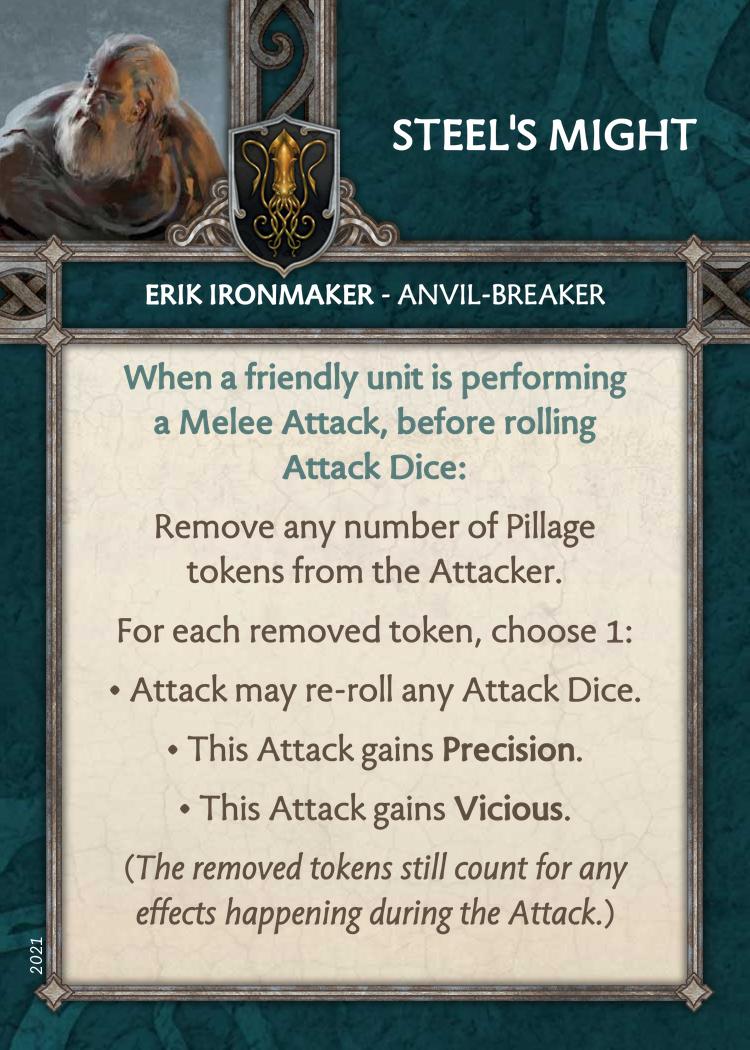 STEEL'S MIGHT
ERIK IRONMAKER - ANVIL-BREAKER
When a friendly unit is performing
a Melee Attack, before rolling
Attack Dice:
Remove any number of Pillage
tokens from the Attacker.
For each removed token, choose 1:
• Attack may re-roll any Attack Dice.
• This Attack gains Precision.
• This Attack gains Vicious.
(The removed tokens still count for any
effects happening during the Attack.)
2021